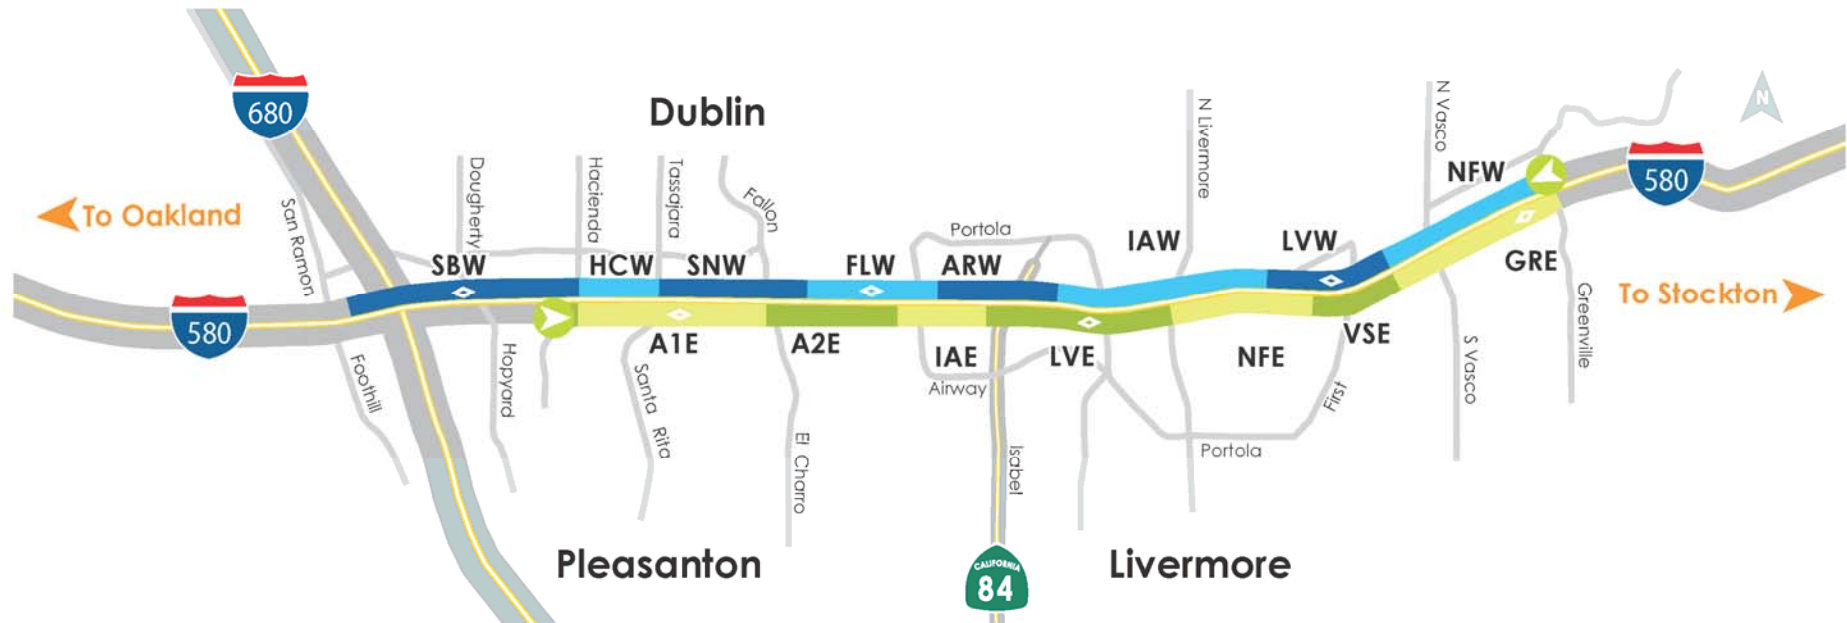 680
Dublin
N
N Vasco
N Livermore
NFW
580
To Oakland
San Ramon
Dougherty
Hacienda
Tassajara
Fallon
Portola
IAW
LVW
GRE
SBW
HCW
SNW
FLW
ARW
To Stockton
580
Greenville
A1E
A2E
IAE
LVE
NFE
VSE
Foothill
Hopyard
Santa Rita
Airway
First
S Vasco
El Charro
Isabel
Portola
Pleasanton
Livermore
CALIFORNIA
84